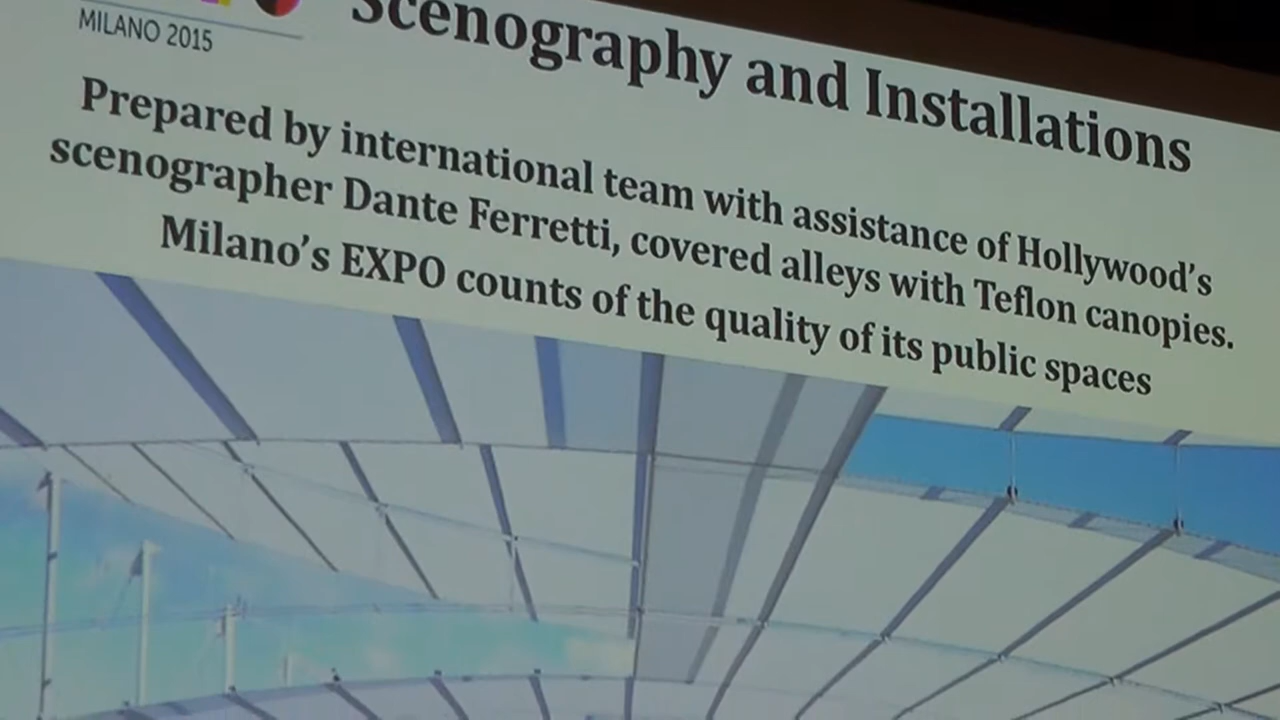 Scenography and Installations
MILANO 2015
Prepared by international team with assistance of Hollywood's
scenographer Dante Ferretti, covered alleys with Teflon canopies.
Milano's EXPO counts of the quality of its public spaces